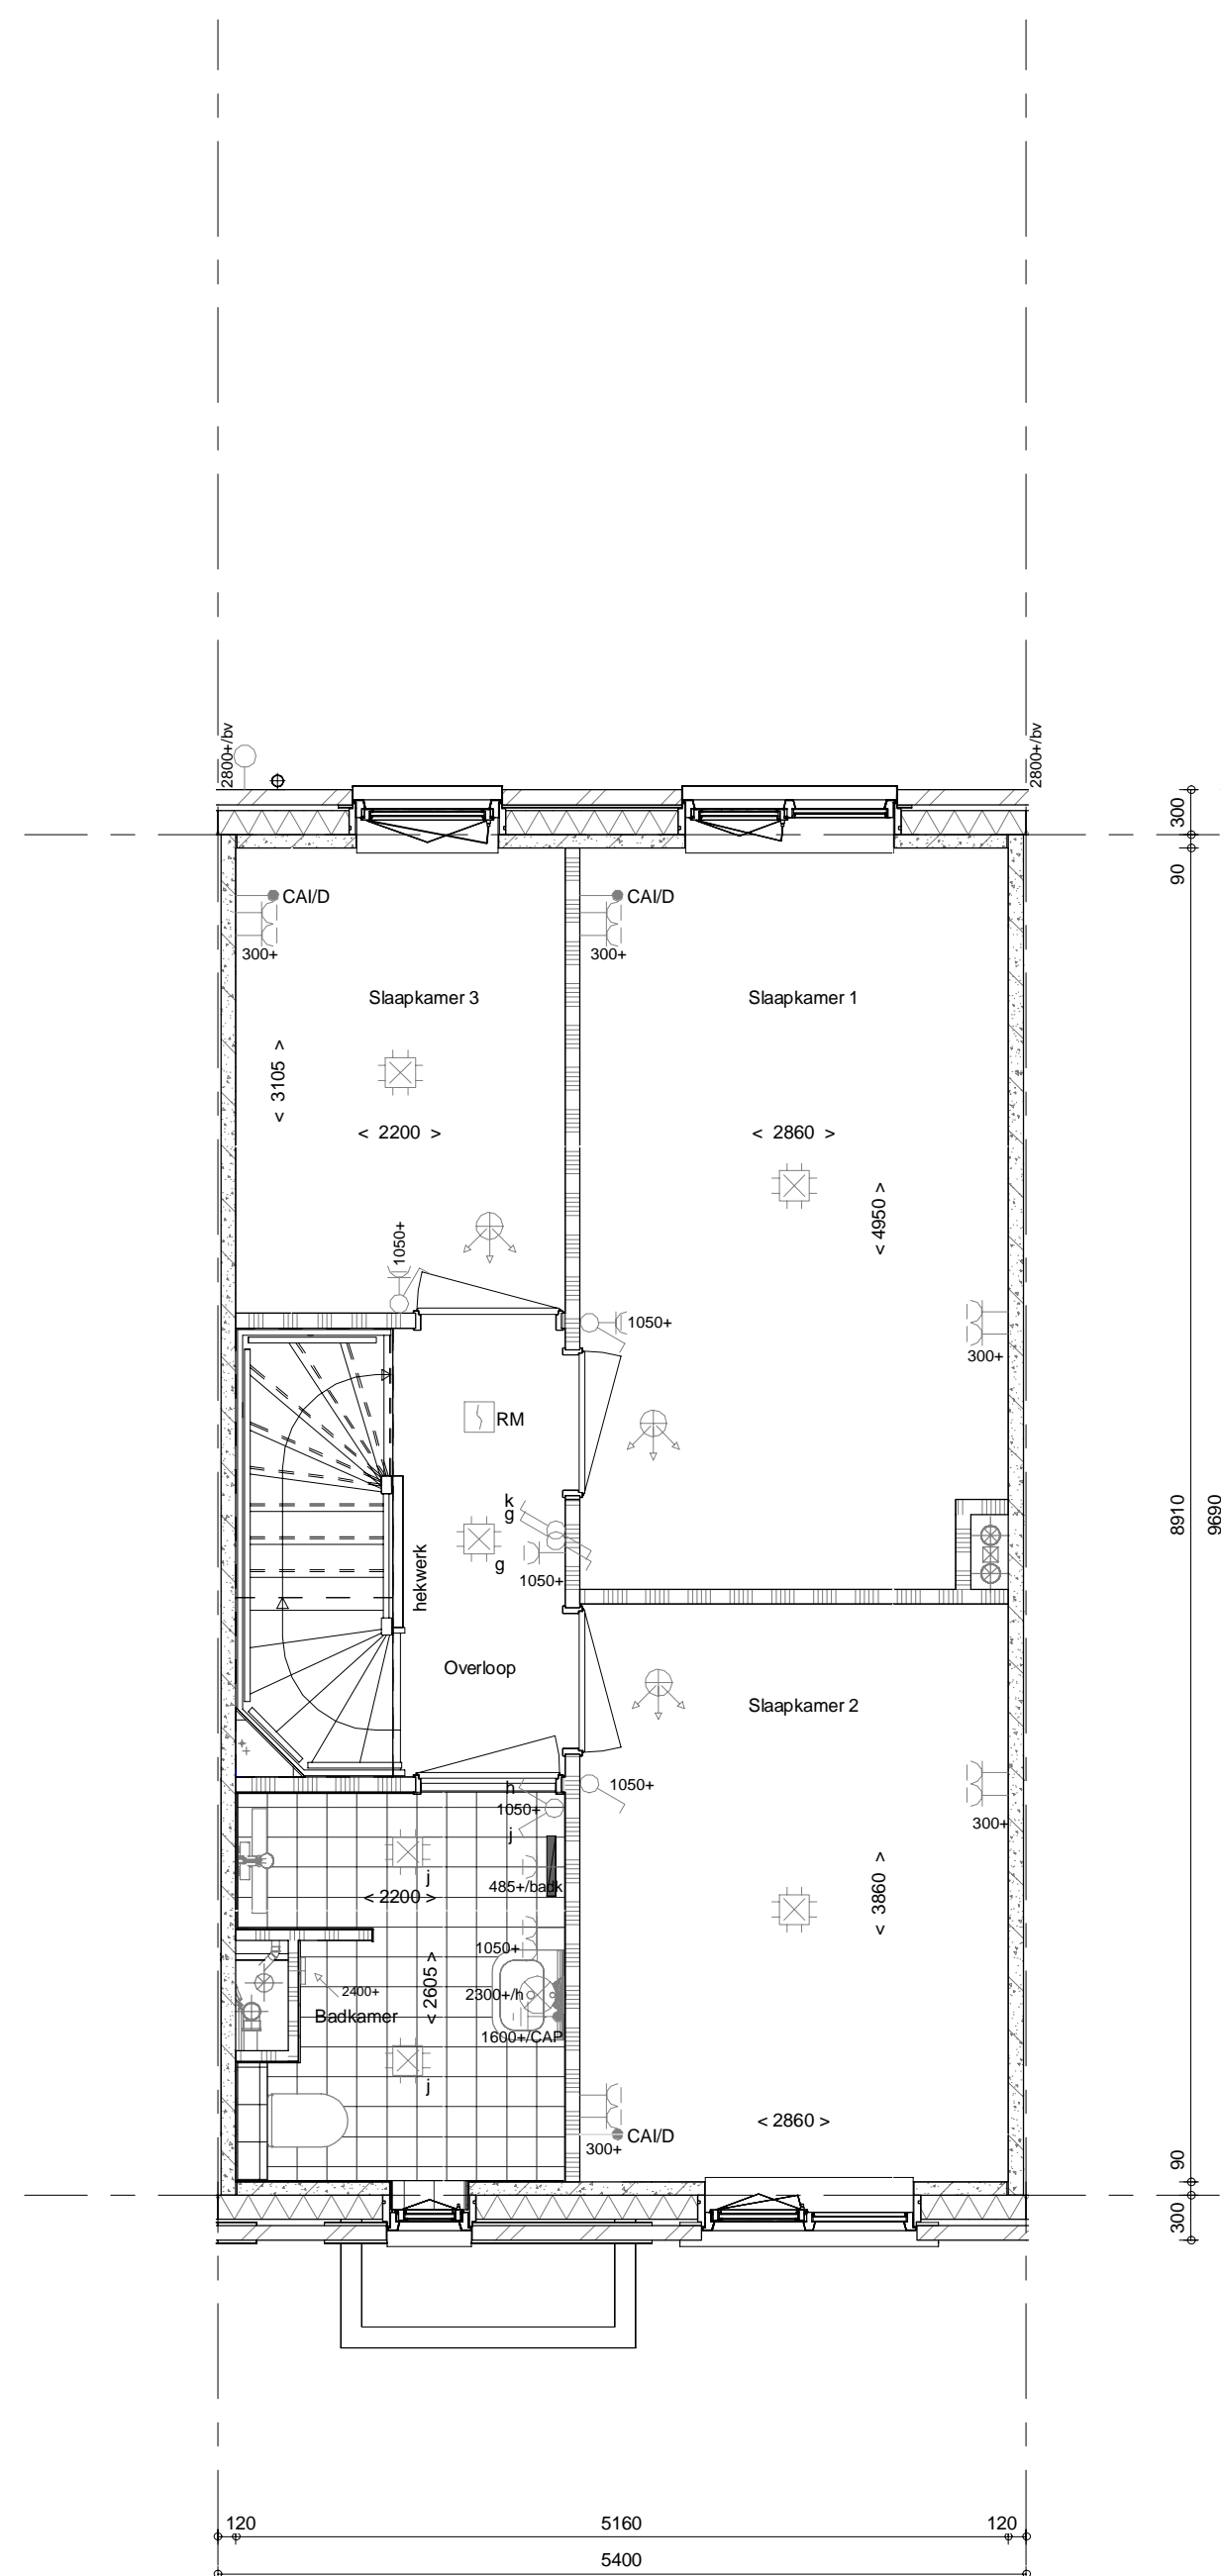 2800+/bv
2800+/bv
300
90
CAI/D
300+
CAI/D
300+
Slaapkamer 3
Slaapkamer 1
< 3105 >
< 2200 >
< 2860 >
< 4950 >
1050+
1050+
300+
RM
k
g
g
1050+
hekwerk
8910
9690
Overloop
Slaapkamer 2
h
1050+
j
1050+
300+
j
485+/badk
< 2200 >
< 3860 >
1050+
< 2605 >
2400+
2300+/h
Badkamer
1600+/CAP
j
< 2860 >
CAI/D
300+
90
300
120
5160
120
5400